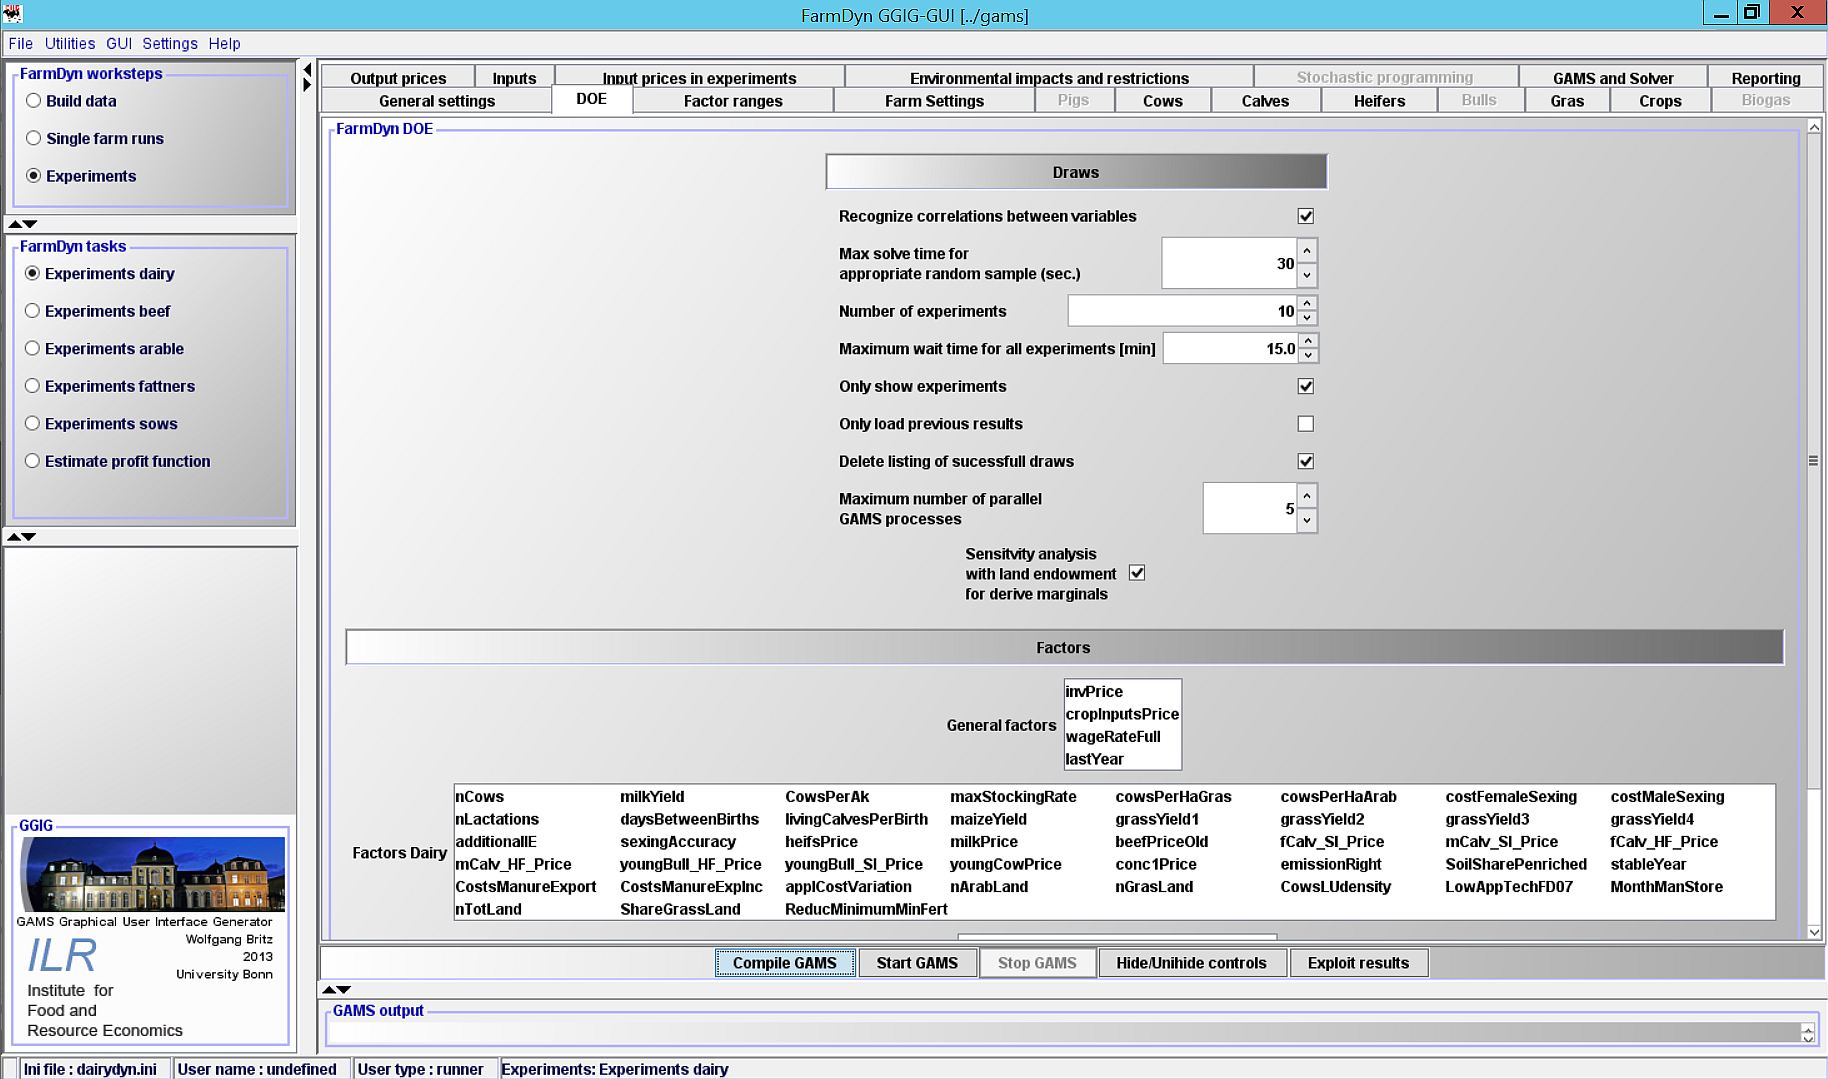 FarmDyn GGIG-GUI [../gams]
File Utilities GUI Settings Help
FarmDyn worksteps
Build data
Single farm runs
Experiments
FarmDyn tasks
Experiments dairy
Experiments beef
Experiments arable
Experiments fattners
Experiments sows
Estimate profit function
GGIG
GAMS Graphical User Interface Generator
ILR
Wolfgang Britz
2013
University Bonn
Institute for
Food and
Resource Economics
Output prices Inputs Input prices in experiments Environmental impacts and restrictions Stochastic programming GAMS and Solver Reporting
General settings DOE Factor ranges Farm Settings Pigs Cows Calves Heifers Bulls Gras Crops Biogas
FarmDyn DOE
Draws
Recognize correlations between variables
Max solve time for
appropriate random sample (sec.) 30
Number of experiments 10
Maximum wait time for all experiments [min] 15.0
Only show experiments
Only load previous results
Delete listing of sucessfull draws
Maximum number of parallel
GAMS processes 5
Sensitvity analysis
with land endowment
for derive marginals
Factors
General factors
invPrice
cropInputsPrice
wageRateFull
lastYear
Factors Dairy
nCows milkYield CowsPerAk maxStockingRate cowsPerHaGras cowsPerHaArab costFemaleSexing costMaleSexing
nLactations daysBetweenBirths livingCalvesPerBirth maizeYield grassYield1 grassYield2 grassYield3 grassYield4
additionalIE sexingAccuracy heifsPrice milkPrice beefPriceOld fCalv_SI_Price mCalv_SI_Price fCalv_HF_Price
mCalv_HF_Price youngBull_HF_Price youngBull_SI_Price youngCowPrice conc1Price emissionRight SoilSharePenriched stableYear
CostsManureExport CostsManureExpInc applCostVariation nArabLand nGrasLand CowsLUdensity LowAppTechFD07 MonthManStore
nTotLand ShareGrassLand ReducMinimumMinFert
Compile GAMS Start GAMS Stop GAMS Hide/Unihide controls Exploit results
GAMS output
Ini file : dairydyn.ini User name : undefined User type : runner Experiments: Experiments dairy